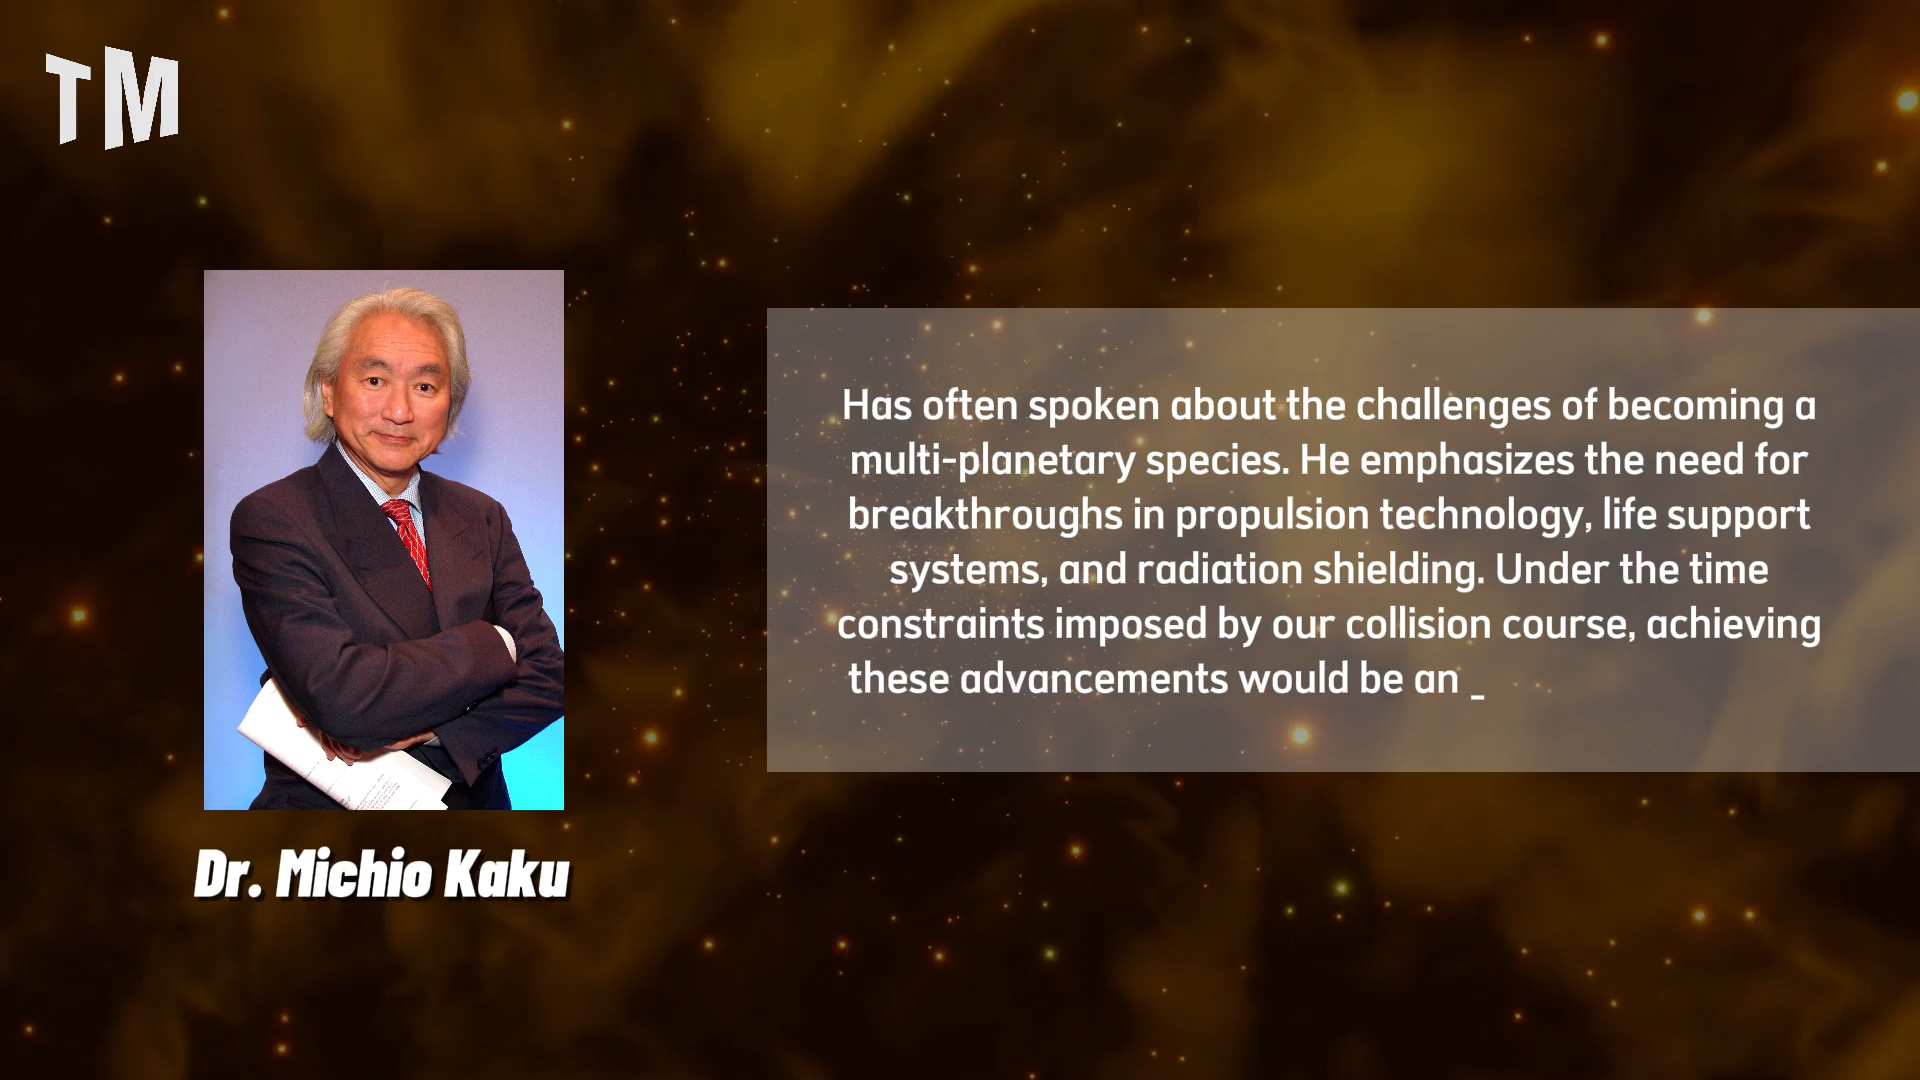 TM
Has often spoken about the challenges of becoming a
multi-planetary species. He emphasizes the need for
breakthroughs in propulsion technology, life support
systems, and radiation shielding. Under the time
constraints imposed by our collision course, achieving
these advancements would be an _
Dr. Michio Kaku